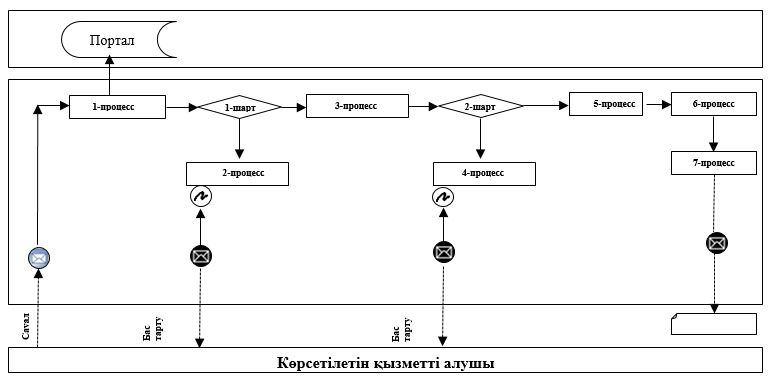 Портал
1-процесс
1-шарт
3-процесс
2-шарт
5-процесс
6-процесс
2-процесс
4-процесс
7-процесс
Сауал
Бас
тарту
Бас
тарту
Көрсетілетін қызметті алушы